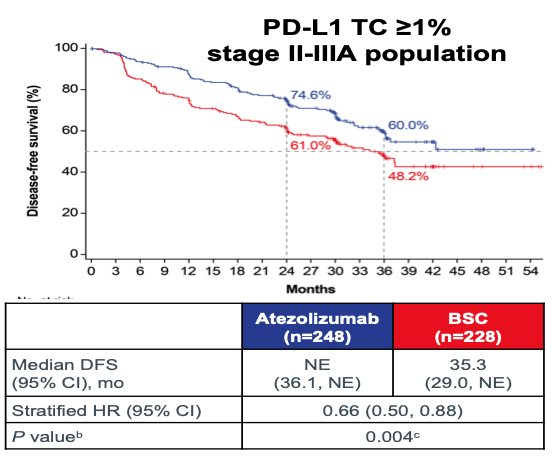 PD-L1 TC ≥1%
stage II-IIIA population
Disease-free survival (%)
100
80
60
40
20
0
74.6%
60.0%
61.0%
48.2%
0 3 6 9 12 15 18 21 24 27 30 33 36 39 42 45 48 51 54
Months
Atezolizumab (n=248)
BSC (n=228)
Median DFS (95% CI), mo
NE (36.1, NE)
35.3 (29.0, NE)
Stratified HR (95% CI)
0.66 (0.50, 0.88)
P valueᵇ
0.004ᶜ